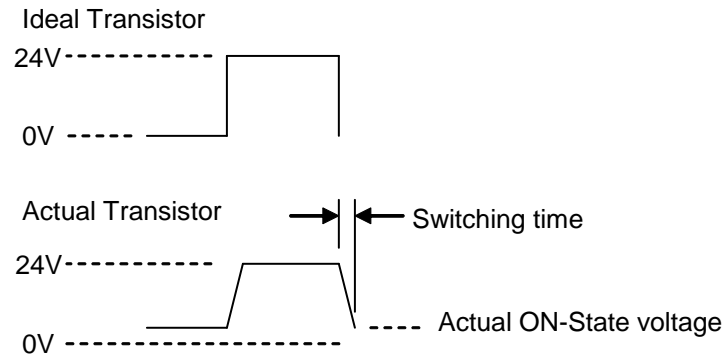 Ideal Transistor
24V
0V
Actual Transistor
Switching time
24V
Actual ON-State voltage
0V